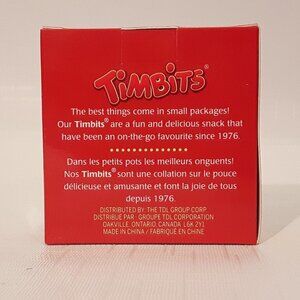 TIMBITS®
The best things come in small packages!
Our Timbits® are a fun and delicious snack that
have been an on-the-go favourite since 1976.
Dans les petits pots les meilleurs onguents!
Nos Timbits® sont une collation sur le pouce
délicieuse et amusante et font la joie de tous
depuis 1976.
DISTRIBUTED BY: THE TDL GROUP CORP.
DISTRIBUÉ PAR : GROUPE TDL CORPORATION
OAKVILLE, ONTARIO, CANADA L6K 2Y1
MADE IN CHINA / FABRIQUÉ EN CHINE